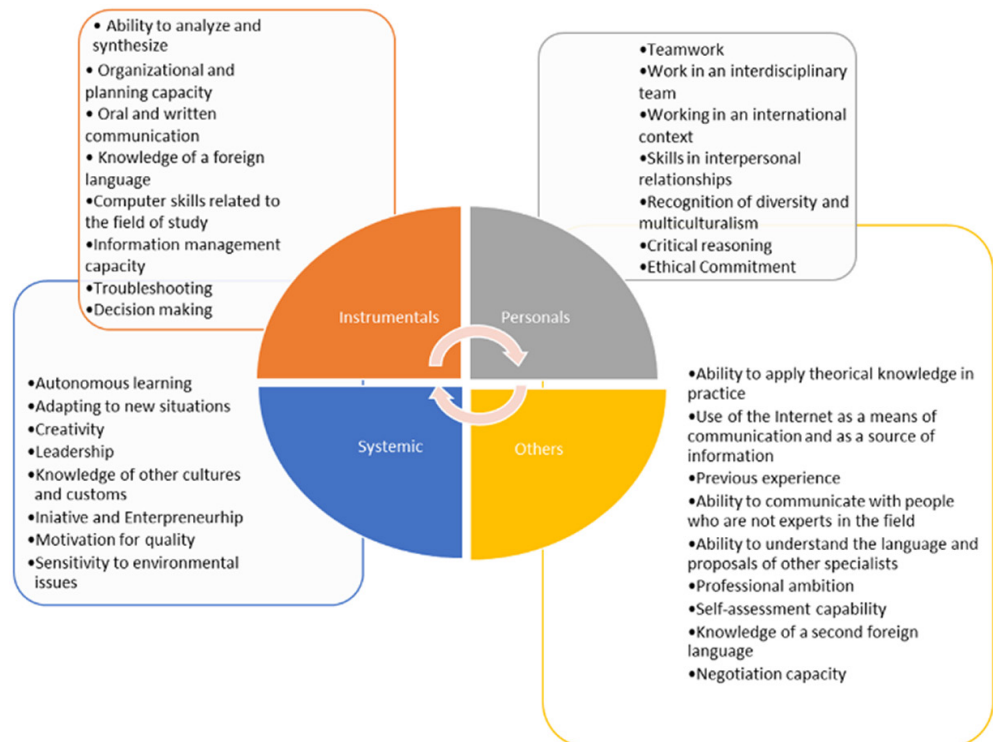 • Ability to analyze and
synthesize
• Organizational and
planning capacity
• Oral and written
communication
• Knowledge of a foreign
language
•Computer skills related to
the field of study
•Information management
capacity
•Troubleshooting
•Decision making
•Teamwork
•Work in an interdisciplinary
team
•Working in an international
context
•Skills in interpersonal
relationships
•Recognition of diversity and
multiculturalism
•Critical reasoning
•Ethical Commitment
Instrumentals
Personals
Systemic
Others
•Autonomous learning
•Adapting to new situations
•Creativity
•Leadership
•Knowledge of other cultures
and customs
•Iniative and Enterpreneurhip
•Motivation for quality
•Sensitivity to environmental
issues
•Ability to apply theorical knowledge in
practice
•Use of the Internet as a means of
communication and as a source of
information
•Previous experience
•Ability to communicate with people
who are not experts in the field
•Ability to understand the language and
proposals of other specialists
•Professional ambition
•Self-assessment capability
•Knowledge of a second foreign
language
•Negotiation capacity